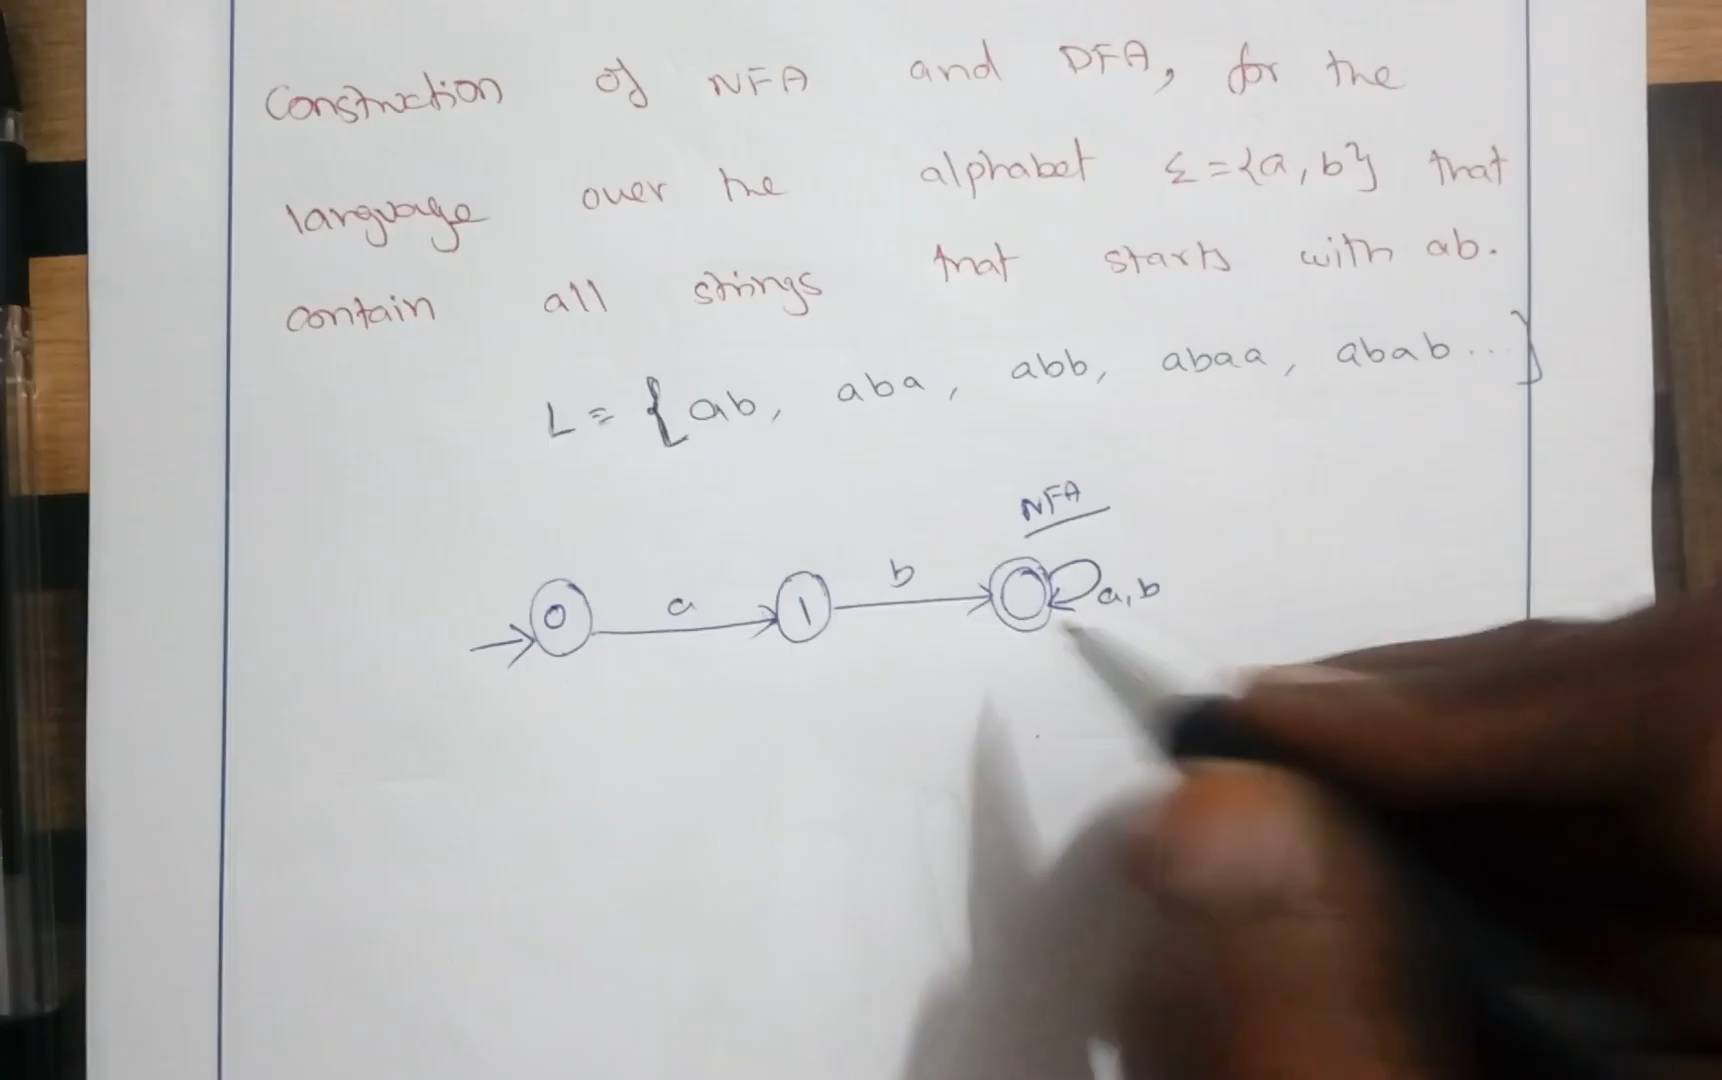 Construction of NFA and DFA, for the
language over the alphabet Σ={a,b} that
contain all strings that starts with ab.
L = {ab, aba, abb, abaa, abab...}
NFA
0 a 1 b a,b